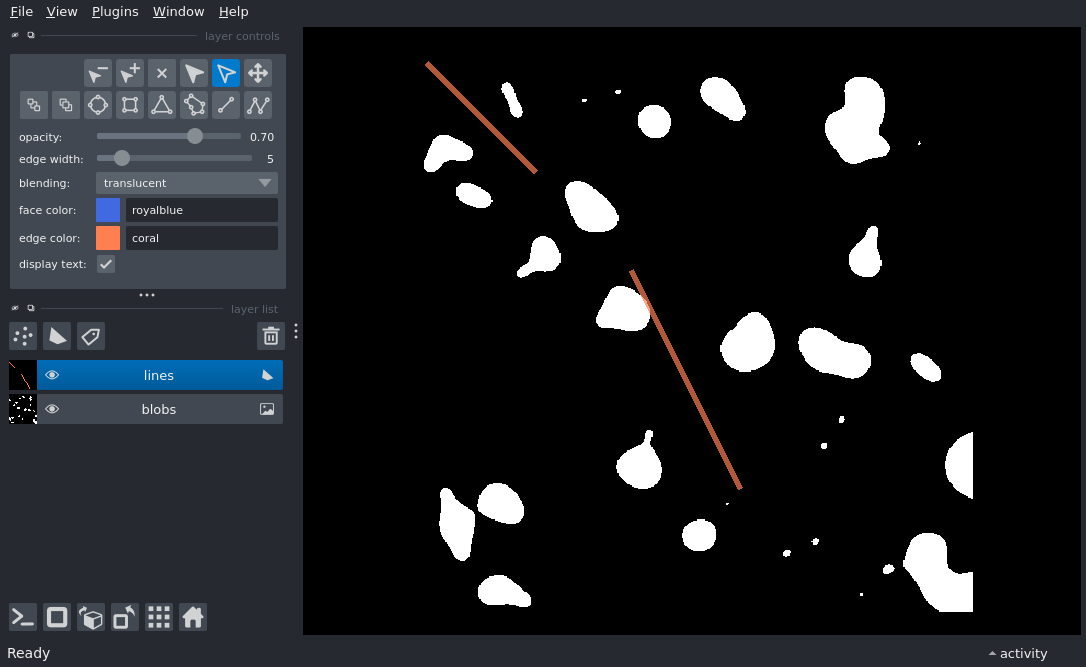 File View Plugins Window Help
layer controls
opacity: 0.70
edge width: 5
blending: translucent
face color: royalblue
edge color: coral
display text:
layer list
lines
blobs
Ready
activity